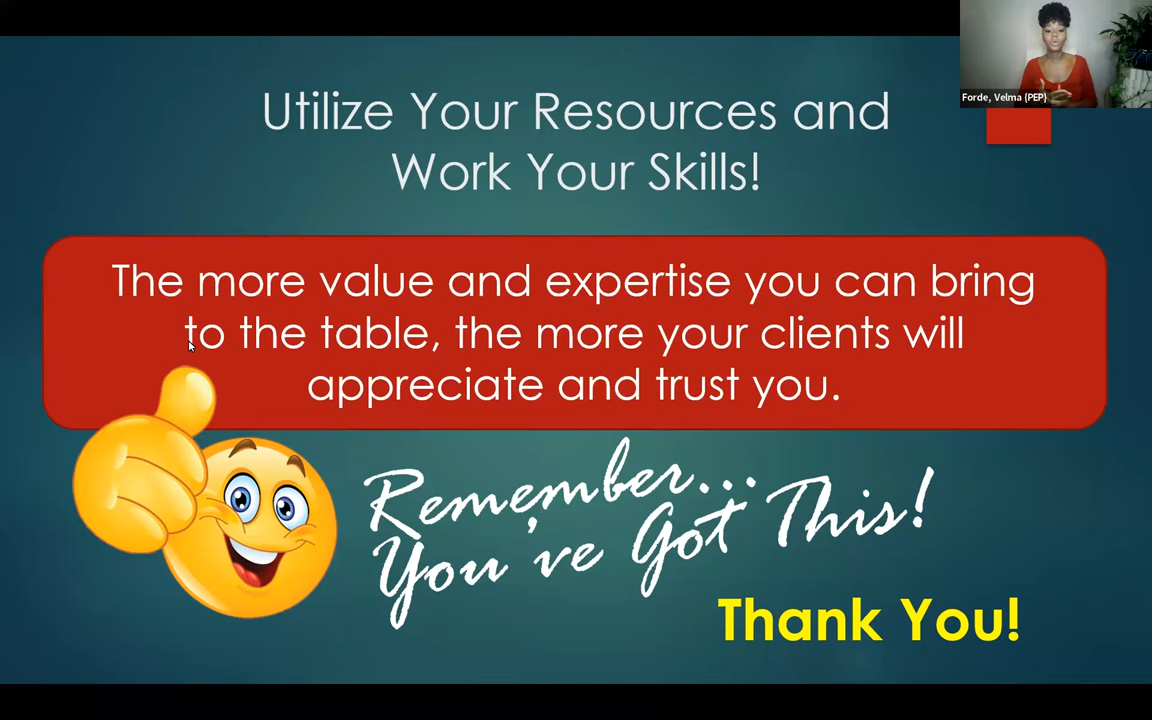 Forde, Velma {PEP}
Utilize Your Resources and
Work Your Skills!
The more value and expertise you can bring
to the table, the more your clients will
appreciate and trust you.
Remember...
You've Got This!
Thank You!